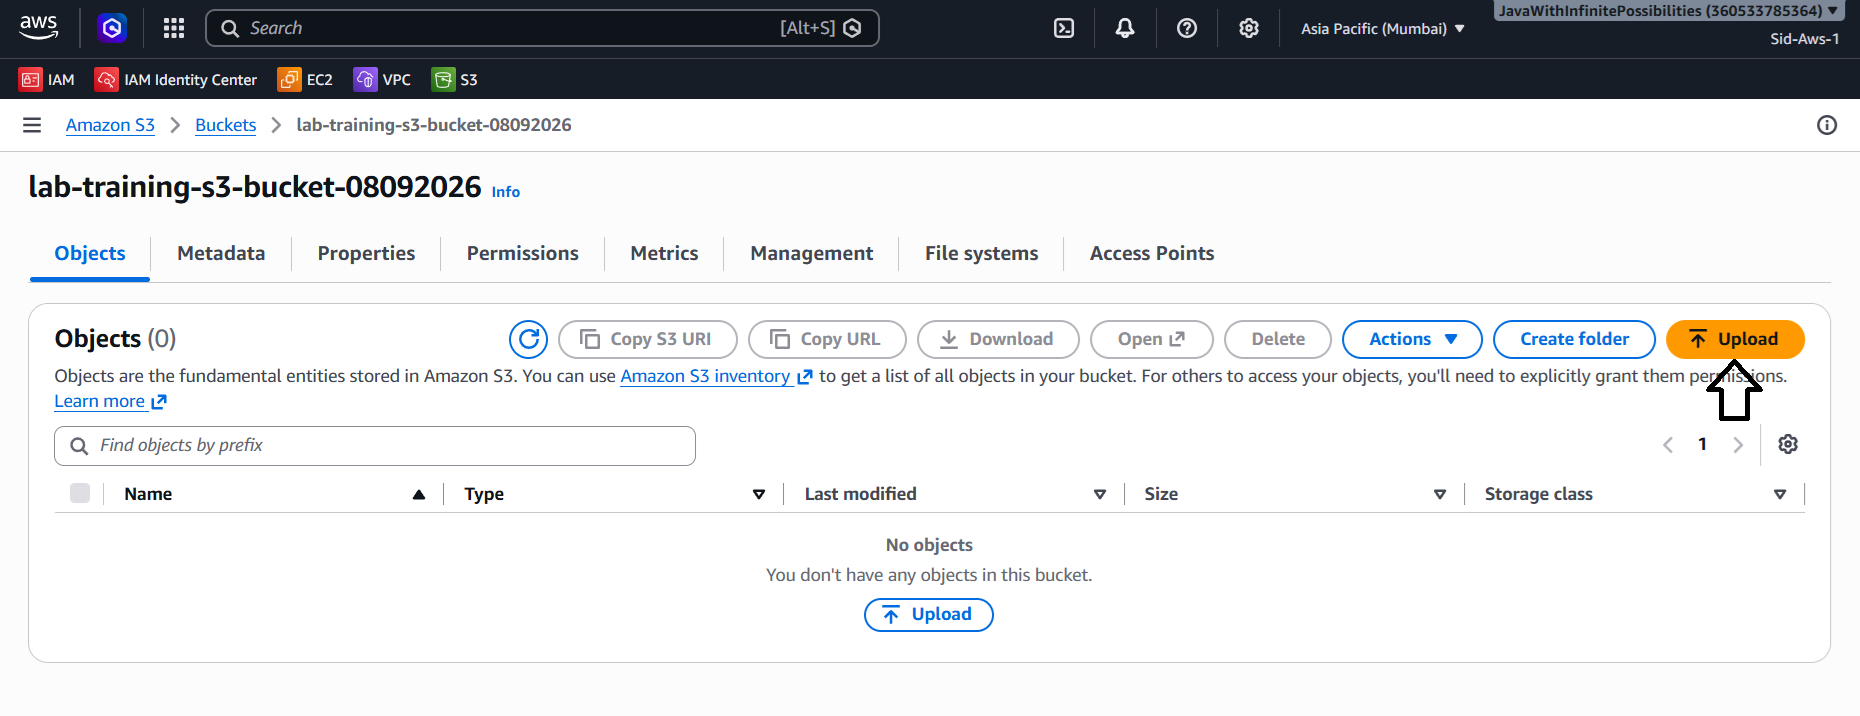 aws
Search [Alt+S]
Asia Pacific (Mumbai)
JavaWithInfinitePossibilities (360533785364)
Sid-Aws-1
IAM IAM Identity Center EC2 VPC S3
Amazon S3 Buckets lab-training-s3-bucket-08092026
lab-training-s3-bucket-08092026 Info
Objects Metadata Properties Permissions Metrics Management File systems Access Points
Objects (0) Copy S3 URI Copy URL Download Open Delete Actions Create folder Upload
Objects are the fundamental entities stored in Amazon S3. You can use Amazon S3 inventory to get a list of all objects in your bucket. For others to access your objects, you'll need to explicitly grant them permissions.
Learn more
Find objects by prefix
1
Name Type Last modified Size Storage class
No objects
You don't have any objects in this bucket.
Upload